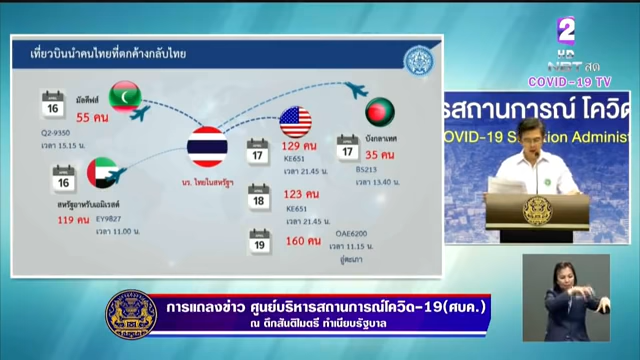 เที่ยวบินนำคนไทยที่ตกค้างกลับไทย
16
มัลดีฟส์
55 คน
Q2-9350
เวลา 15.15 น.
16
สหรัฐอาหรับเอมิเรตส์
119 คน
EY9827
เวลา 11.00 น.
นร. ไทยในสหรัฐฯ
17
129 คน
KE651
เวลา 21.45 น.
18
123 คน
KE651
เวลา 21.45 น.
19
160 คน
OAE6200
เวลา 11.15 น.
อู่ตะเภา
17
บังกลาเทศ
35 คน
BS213
เวลา 13.40 น.
2
HD
NBT สด
COVID-19 TV
รสถานการณ์ โควิด
COVID-19 Situation Administ
การแถลงข่าว ศูนย์บริหารสถานการณ์โควิด-19(ศบค.)
ณ ตึกสันติไมตรี ทำเนียบรัฐบาล